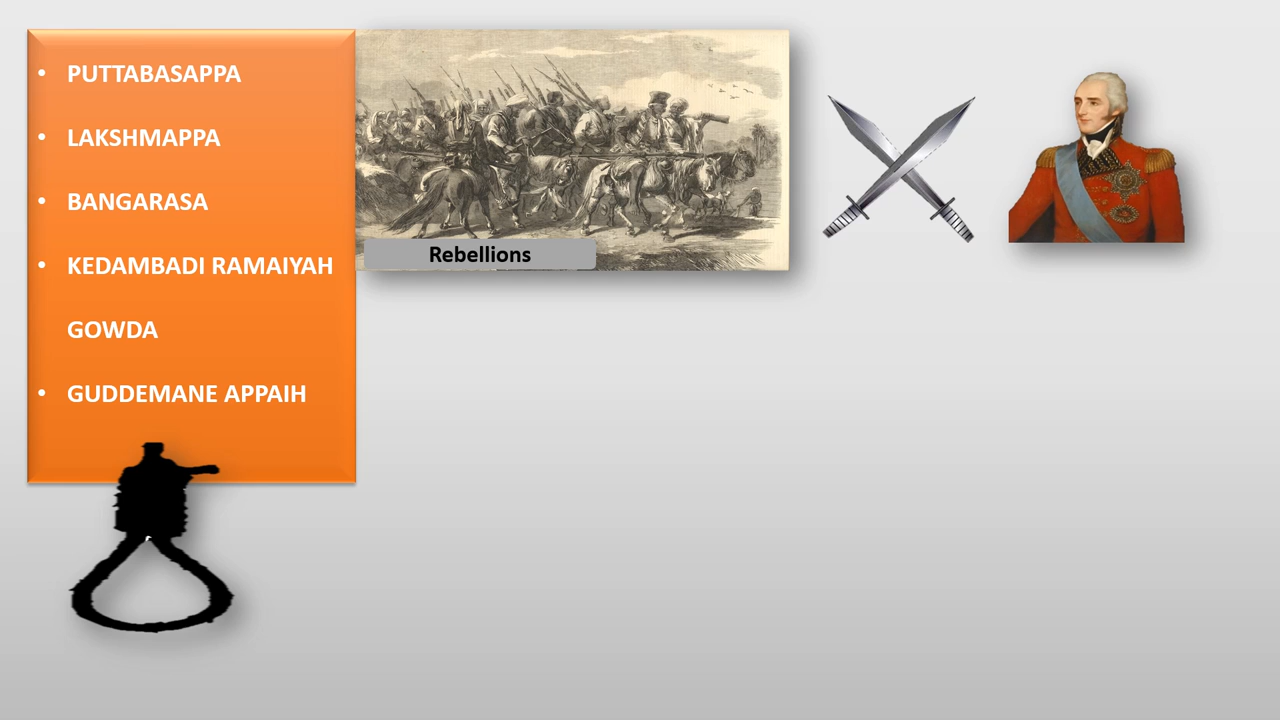 • PUTTABASAPPA
• LAKSHMAPPA
• BANGARASA
• KEDAMBADI RAMAIYAH
GOWDA
• GUDDEMANE APPAIH
Rebellions